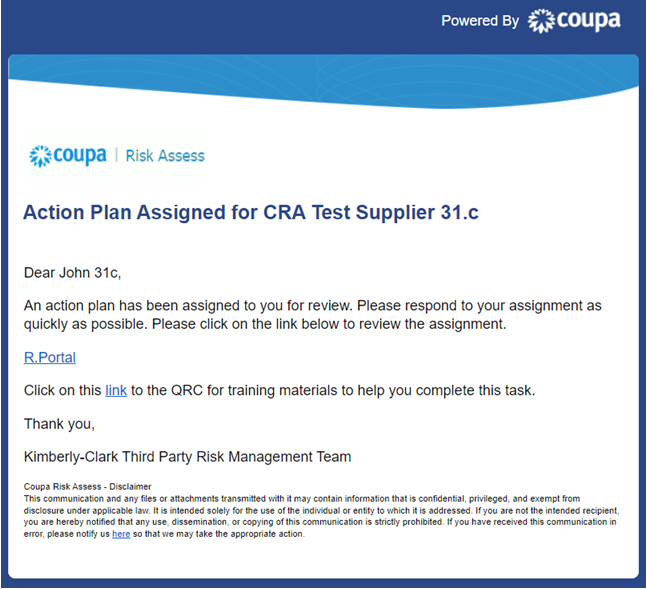 Powered By coupa
coupa | Risk Assess
Action Plan Assigned for CRA Test Supplier 31.c
Dear John 31c,
An action plan has been assigned to you for review. Please respond to your assignment as
quickly as possible. Please click on the link below to review the assignment.
R.Portal
Click on this link to the QRC for training materials to help you complete this task.
Thank you,
Kimberly-Clark Third Party Risk Management Team
Coupa Risk Assess - Disclaimer
This communication and any files or attachments transmitted with it may contain information that is confidential, privileged, and exempt from
disclosure under applicable law. It is intended solely for the use of the individual or entity to which it is addressed. If you are not the intended recipient,
you are hereby notified that any use, dissemination, or copying of this communication is strictly prohibited. If you have received this communication in
error, please notify us here so that we may take the appropriate action.